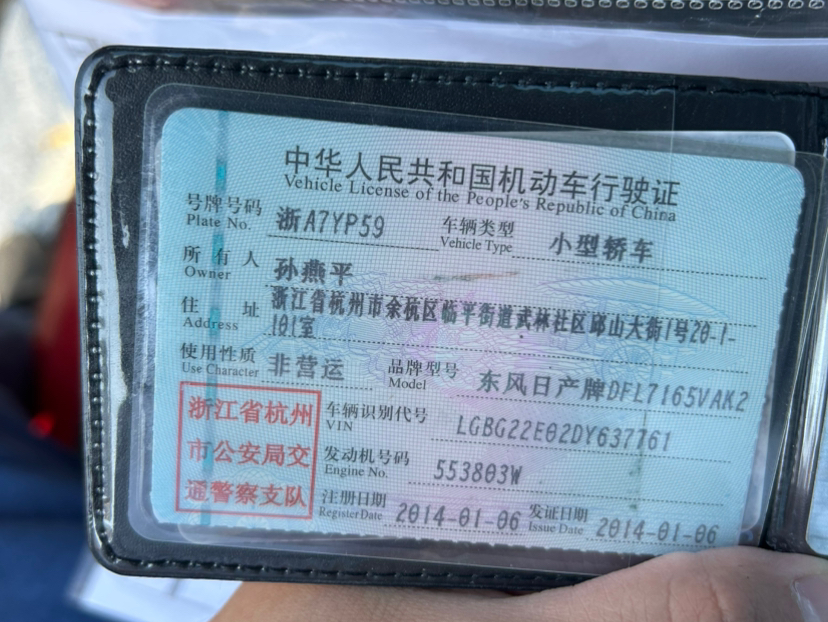 中华人民共和国机动车行驶证
Vehicle License of the People's Republic of China
号牌号码 浙A7YP59 车辆类型 小型轿车
Plate No. Vehicle Type
所有人 孙燕平
Owner
住址 浙江省杭州市余杭区临平街道武林社区邱山大街1号20-1-
Address 101室
使用性质 非营运 品牌型号 东风日产牌DFL7165VAK2
Use Character Model
浙江省杭州 车辆识别代号 LGBG22E02DY637761
VIN
市公安局交 发动机号码 553803W
Engine No.
通警察支队 注册日期 2014-01-06 发证日期 2014-01-06
Register Date Issue Date